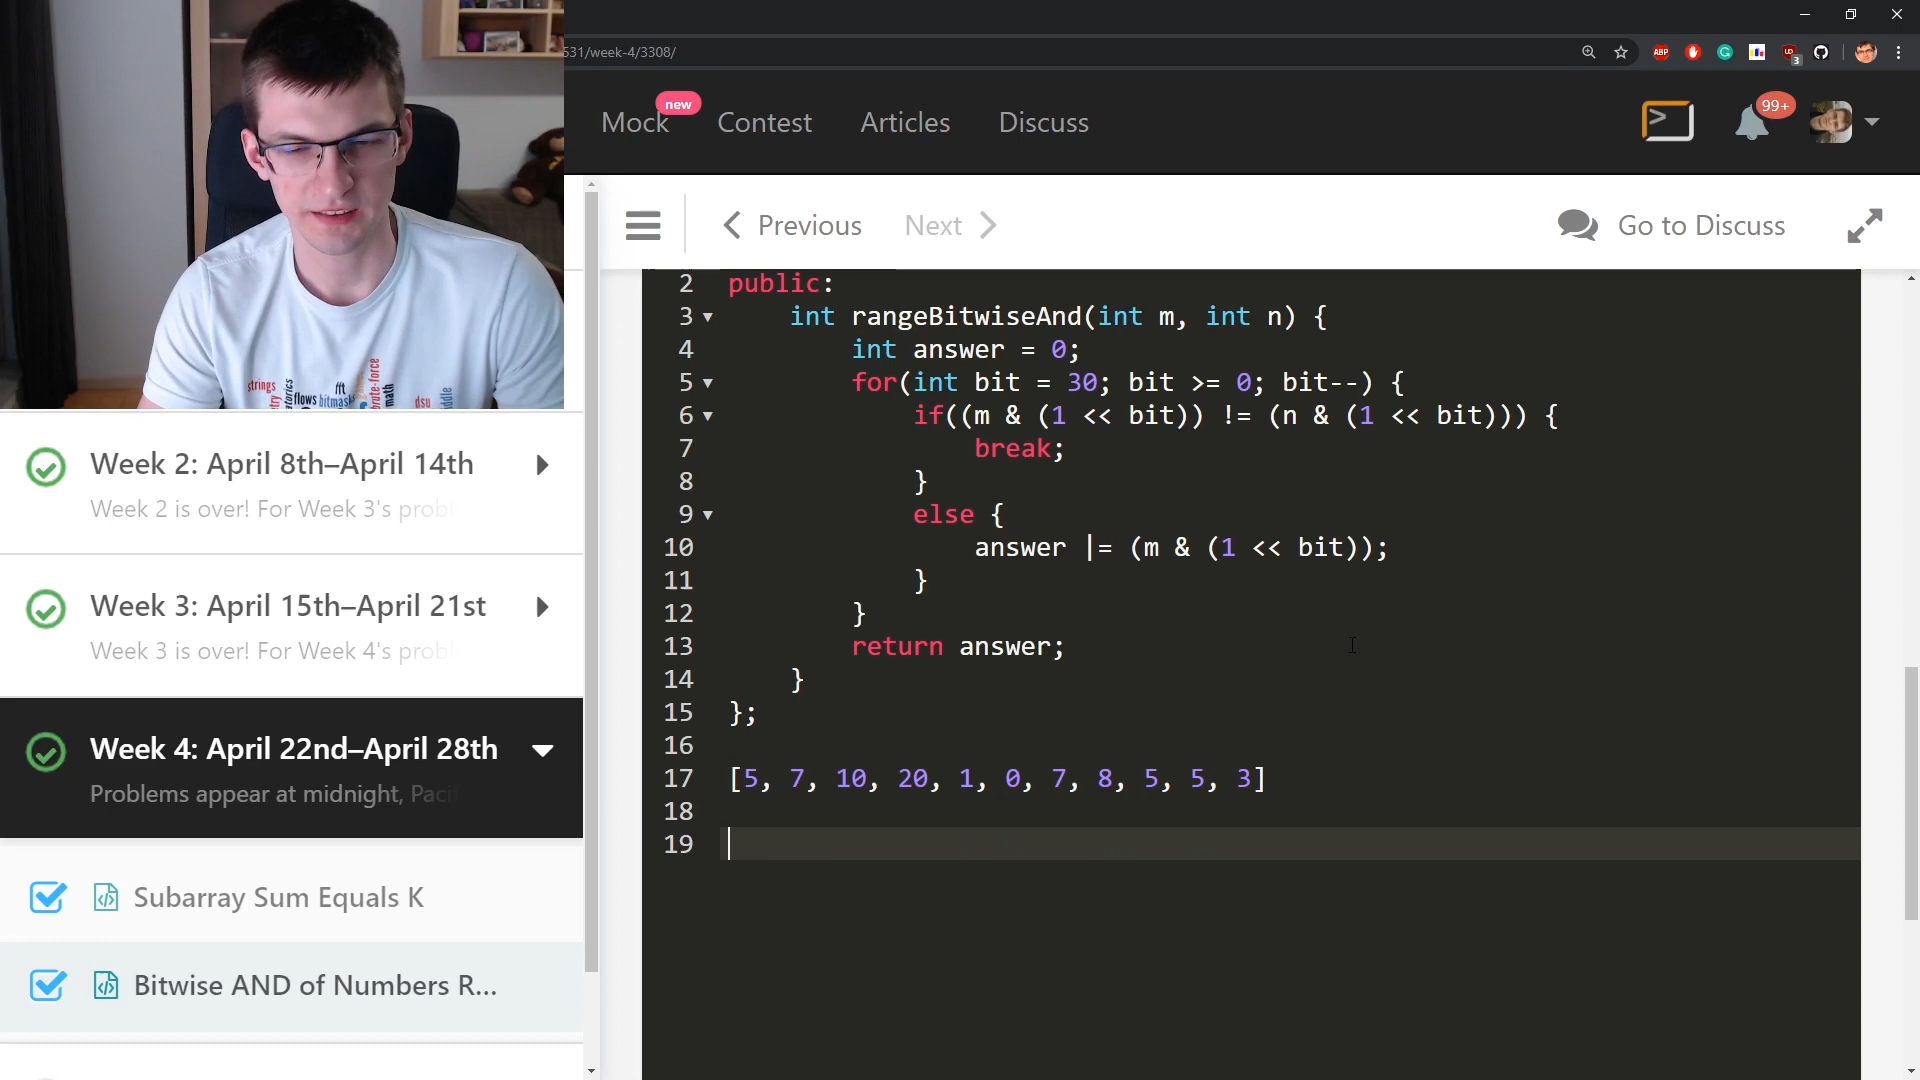 531/week-4/3308/
ABP
3
Mock
new
Contest
Articles
Discuss
99+
Previous
Next
Go to Discuss
strings
flows
fft
bitmask
brute-force
math
dsu
Week 2: April 8th–April 14th
Week 2 is over! For Week 3's probl
Week 3: April 15th–April 21st
Week 3 is over! For Week 4's probl
Week 4: April 22nd–April 28th
Problems appear at midnight, Paci
Subarray Sum Equals K
Bitwise AND of Numbers R...
2 public:
3 int rangeBitwiseAnd(int m, int n) {
4 int answer = 0;
5 for(int bit = 30; bit >= 0; bit--) {
6 if((m & (1 << bit)) != (n & (1 << bit))) {
7 break;
8 }
9 else {
10 answer |= (m & (1 << bit));
11 }
12 }
13 return answer;
14 }
15 };
16
17 [5, 7, 10, 20, 1, 0, 7, 8, 5, 5, 3]
18
19